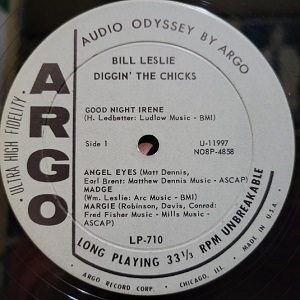 AUDIO ODYSSEY BY ARGO
BILL LESLIE
DIGGIN' THE CHICKS
ULTRA HIGH FIDELITY
ARGO
GOOD NIGHT IRENE
(H. Ledbetter: Ludlow Music - BMI)
Side 1
U-11997
NO8P-4858
ANGEL EYES (Matt Dennis,
Earl Brent: Matthew Dennis Music - ASCAP)
MADGE
(Wm. Leslie: Arc Music - BMI)
MARGIE (Robinson, Davis, Conrad:
Fred Fisher Music - Mills Music -
ASCAP)
LP-710
LONG PLAYING 33 1/3 RPM UNBREAKABLE
ARGO RECORD CORP. CHICAGO, ILL.
MADE IN U.S.A.